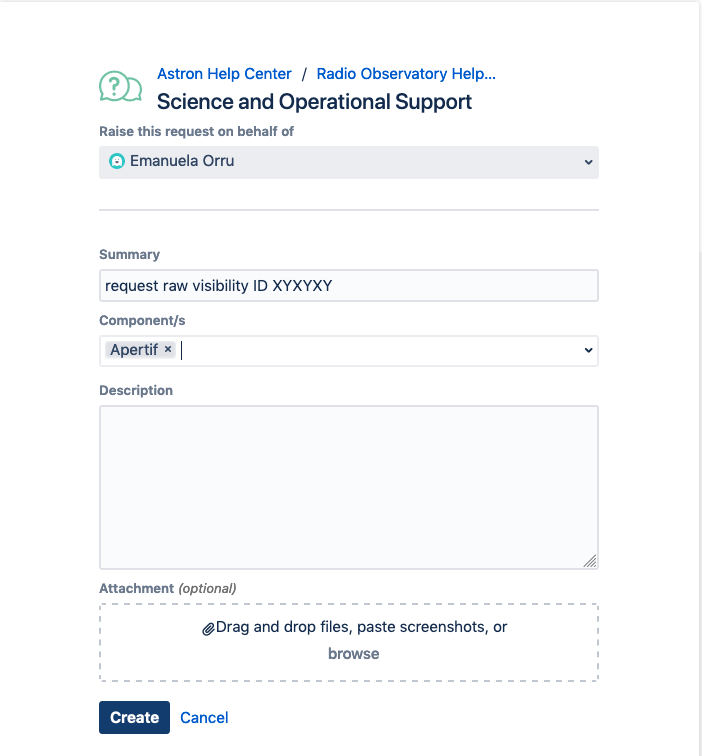 Astron Help Center / Radio Observatory Help...
Science and Operational Support
Raise this request on behalf of
Emanuela Orru
Summary
request raw visibility ID XYXYXY
Component/s
Apertif ×
Description
Attachment (optional)
Drag and drop files, paste screenshots, or
browse
Create Cancel